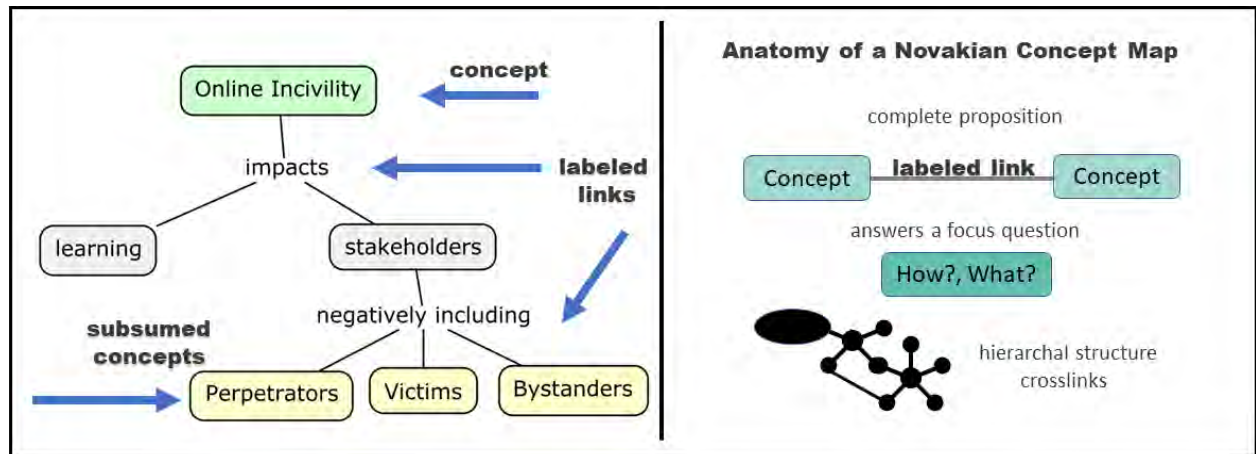 Online Incivility
concept
impacts
labeled
links
learning
stakeholders
negatively including
subsumed
concepts
Perpetrators
Victims
Bystanders
Anatomy of a Novakian Concept Map
complete proposition
Concept
labeled link
Concept
answers a focus question
How?, What?
hierarchal structure
crosslinks